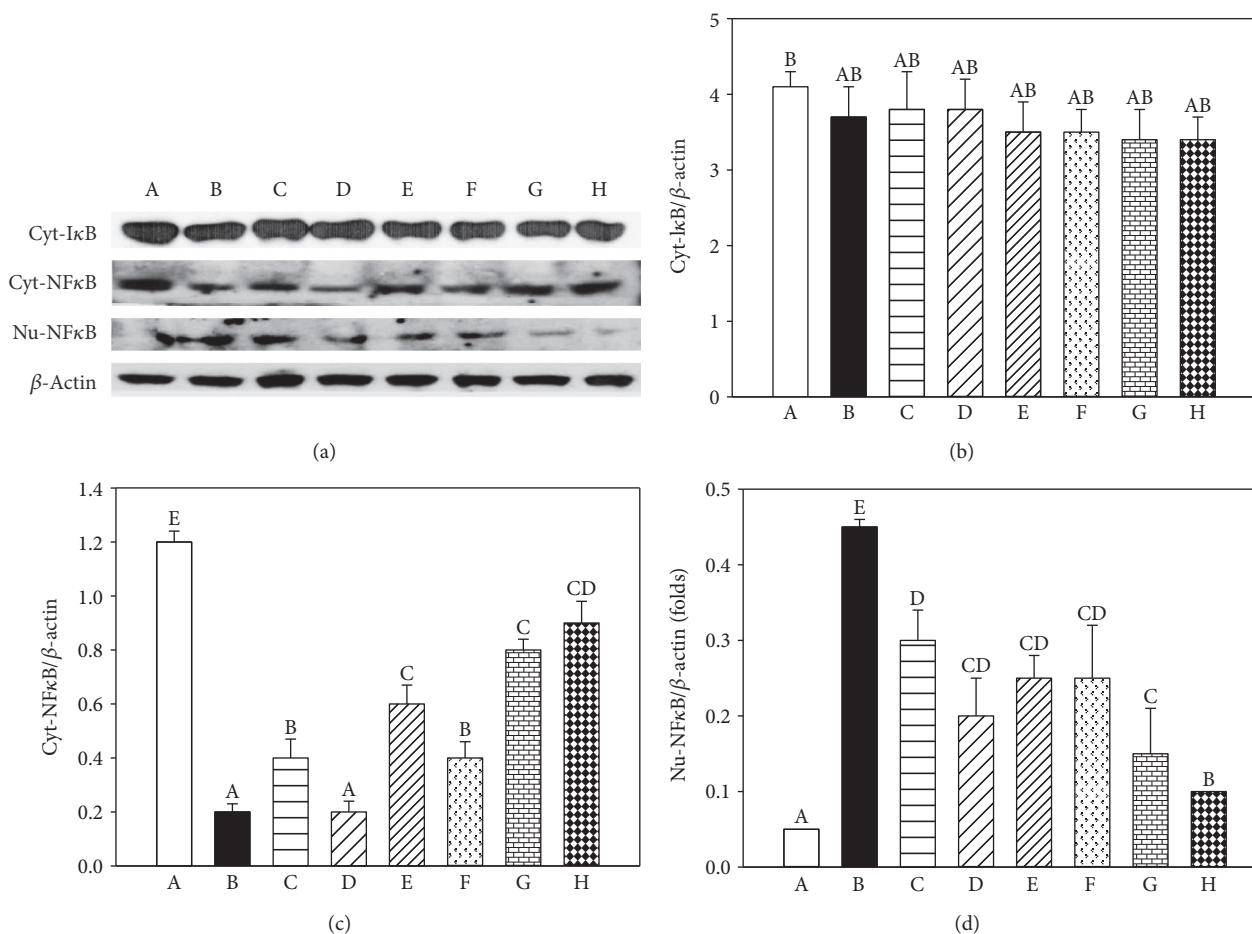 A B C D E F G H
Cyt-IκB
Cyt-NFκB
Nu-NFκB
β-Actin
(a)
5
4
3
2
1
0
Cyt-IκB/β-actin
B AB AB AB AB AB AB AB
A B C D E F G H
(b)
1.4
1.2
1.0
0.8
0.6
0.4
0.2
0.0
Cyt-NFκB/β-actin
E A B A C B C CD
A B C D E F G H
(c)
0.5
0.4
0.3
0.2
0.1
0.0
Nu-NFκB/β-actin (folds)
A E D CD CD CD C B
A B C D E F G H
(d)